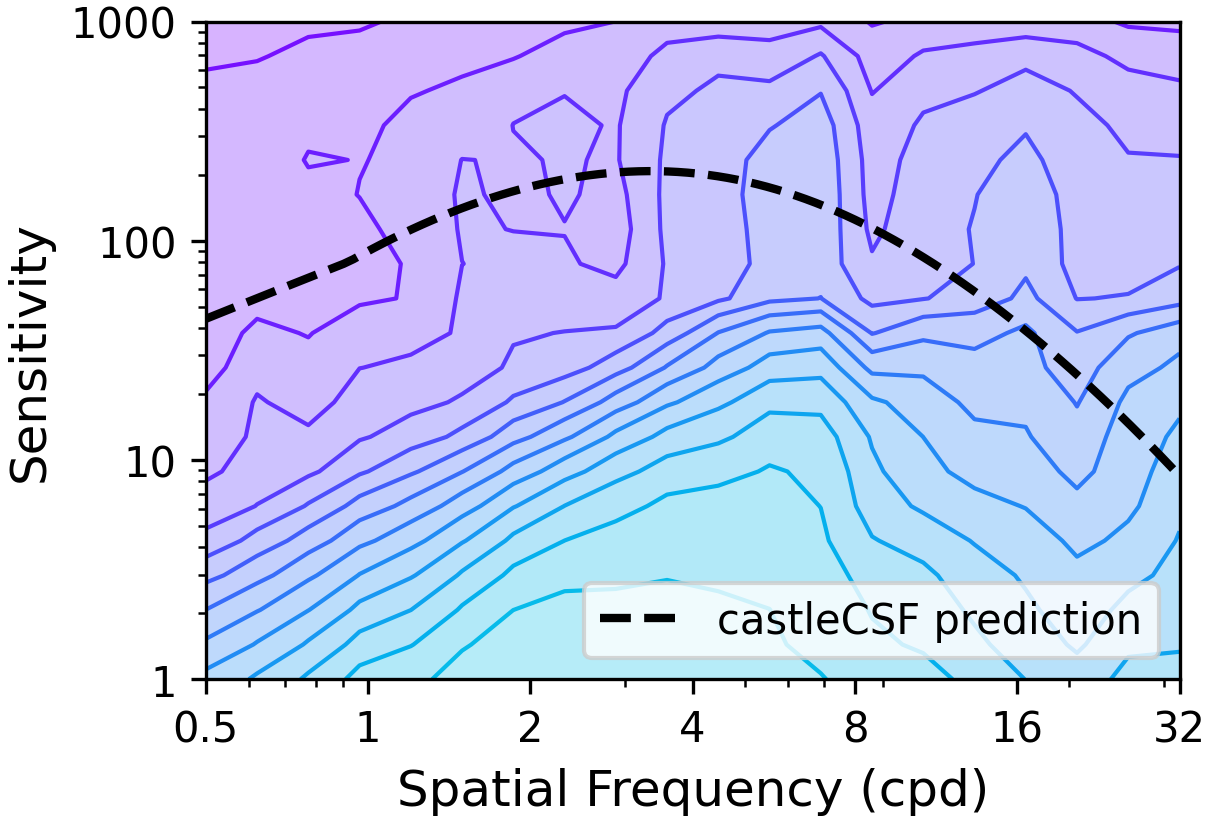 1000
100
10
1
Sensitivity
castleCSF prediction
0.5 1 2 4 8 16 32
Spatial Frequency (cpd)